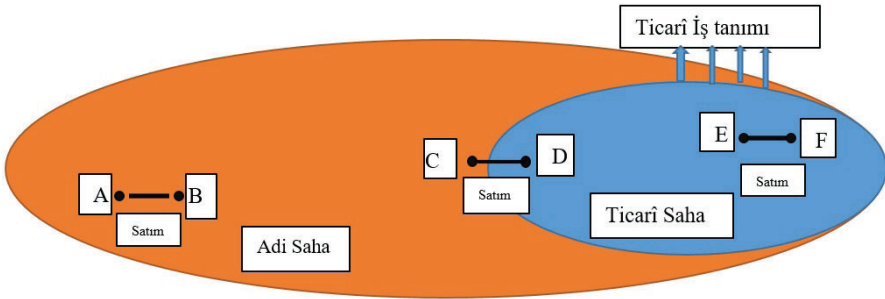 Ticarî İş tanımı
E
F
C
D
Satım
A
B
Satım
Satım
Ticarî Saha
Adi Saha